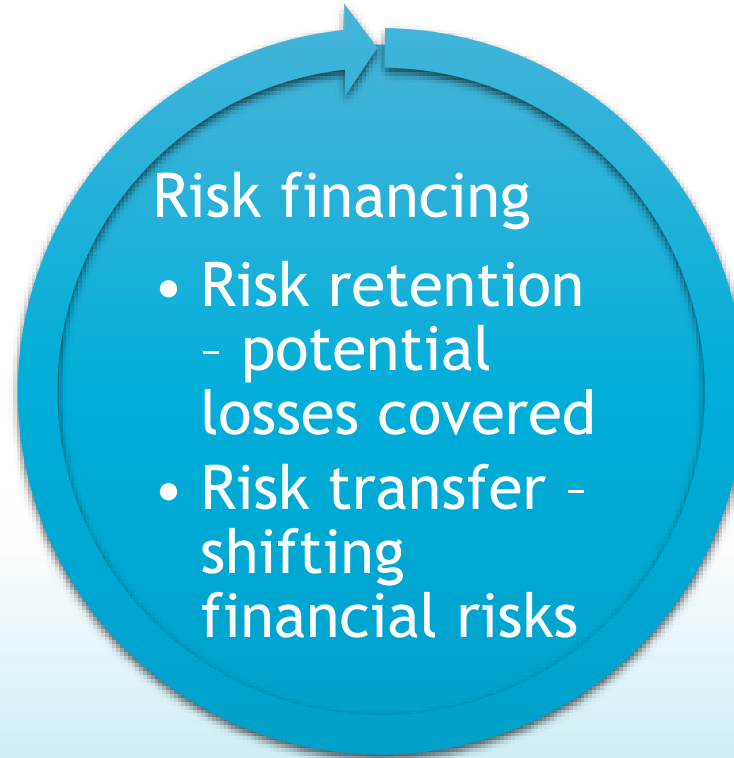 Risk financing
• Risk retention
– potential
losses covered
• Risk transfer –
shifting
financial risks